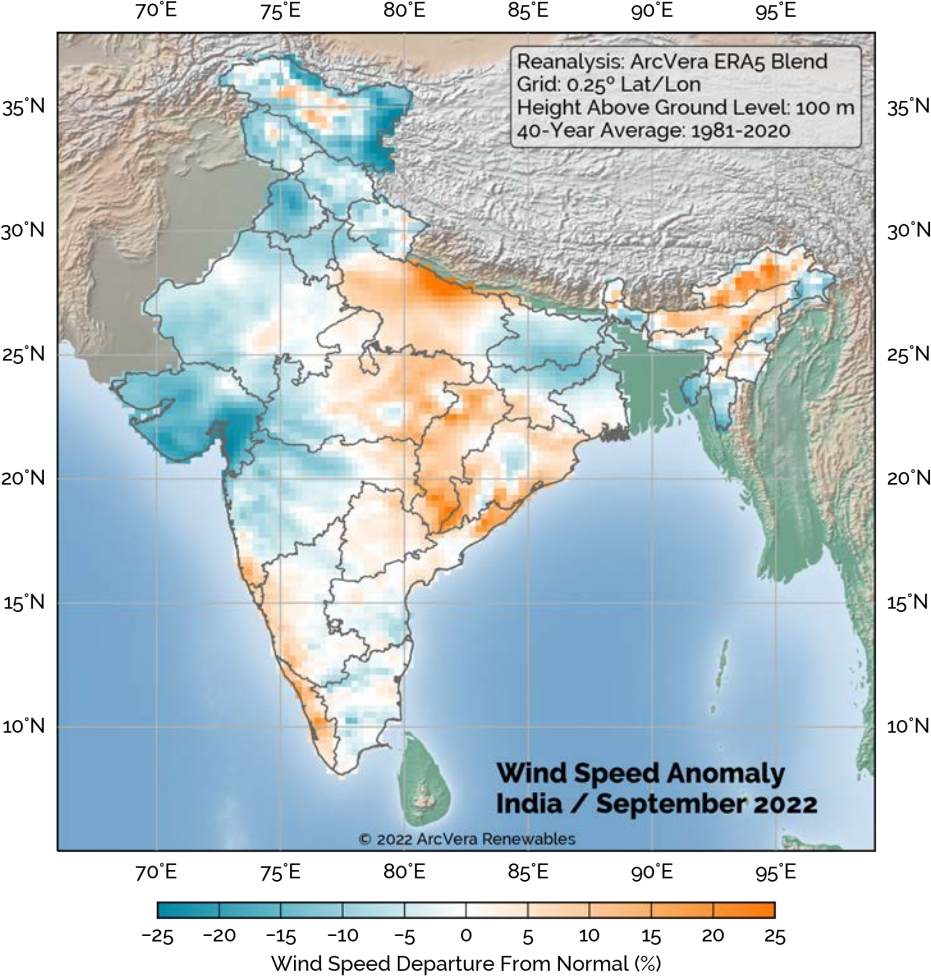 70°E 75°E 80°E 85°E 90°E 95°E
Reanalysis: ArcVera ERA5 Blend
Grid: 0.25º Lat/Lon
Height Above Ground Level: 100 m
40-Year Average: 1981-2020
35°N 35°N
30°N 30°N
25°N 25°N
20°N 20°N
15°N 15°N
10°N 10°N
Wind Speed Anomaly
India / September 2022
© 2022 ArcVera Renewables
70°E 75°E 80°E 85°E 90°E 95°E
−25 −20 −15 −10 −5 0 5 10 15 20 25
Wind Speed Departure From Normal (%)